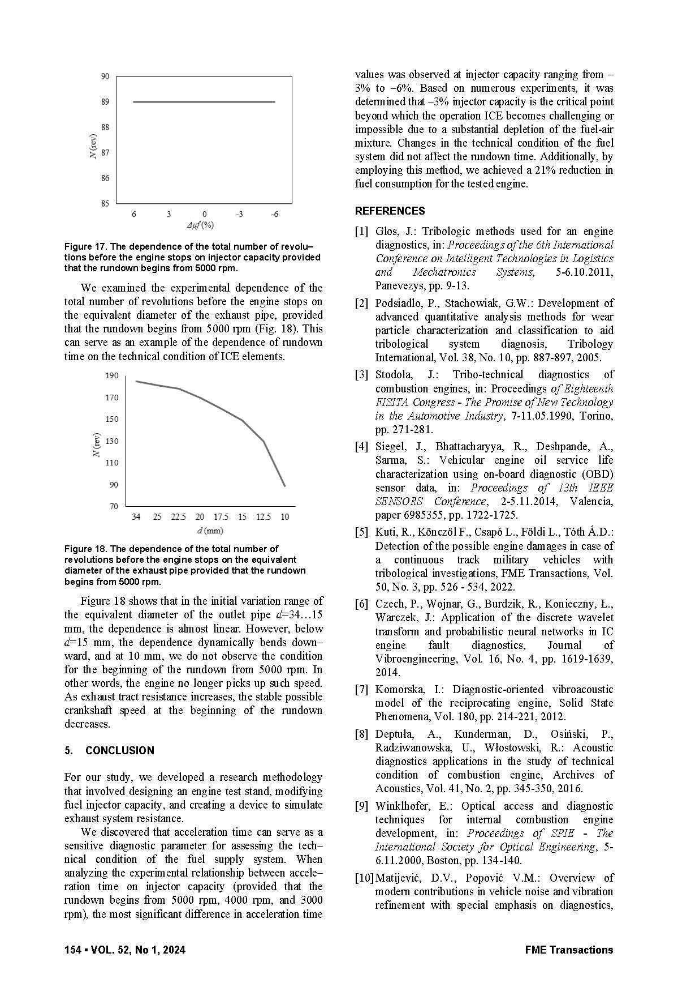 90
89
88
87
86
85
N (rev)
6 3 0 -3 -6
Δμf (%)
Figure 17. The dependence of the total number of revolu–
tions before the engine stops on injector capacity provided
that the rundown begins from 5000 rpm.
We examined the experimental dependence of the
total number of revolutions before the engine stops on
the equivalent diameter of the exhaust pipe, provided
that the rundown begins from 5000 rpm (Fig. 18). This
can serve as an example of the dependence of rundown
time on the technical condition of ICE elements.
190
170
150
130
110
90
70
N (rev)
34 25 22.5 20 17.5 15 12.5 10
d (mm)
Figure 18. The dependence of the total number of
revolutions before the engine stops on the equivalent
diameter of the exhaust pipe provided that the rundown
begins from 5000 rpm.
Figure 18 shows that in the initial variation range of
the equivalent diameter of the outlet pipe d=34…15
mm, the dependence is almost linear. However, below
d=15 mm, the dependence dynamically bends down–
ward, and at 10 mm, we do not observe the condition
for the beginning of the rundown from 5000 rpm. In
other words, the engine no longer picks up such speed.
As exhaust tract resistance increases, the stable possible
crankshaft speed at the beginning of the rundown
decreases.
5. CONCLUSION
For our study, we developed a research methodology
that involved designing an engine test stand, modifying
fuel injector capacity, and creating a device to simulate
exhaust system resistance.
We discovered that acceleration time can serve as a
sensitive diagnostic parameter for assessing the tech–
nical condition of the fuel supply system. When
analyzing the experimental relationship between accele–
ration time on injector capacity (provided that the
rundown begins from 5000 rpm, 4000 rpm, and 3000
rpm), the most significant difference in acceleration time
values was observed at injector capacity ranging from –
3% to –6%. Based on numerous experiments, it was
determined that –3% injector capacity is the critical point
beyond which the operation ICE becomes challenging or
impossible due to a substantial depletion of the fuel-air
mixture. Changes in the technical condition of the fuel
system did not affect the rundown time. Additionally, by
employing this method, we achieved a 21% reduction in
fuel consumption for the tested engine.
REFERENCES
[1] Glos, J.: Tribologic methods used for an engine
diagnostics, in: Proceedings of the 6th International
Conference on Intelligent Technologies in Logistics
and Mechatronics Systems, 5-6.10.2011,
Panevezys, pp. 9-13.
[2] Podsiadlo, P., Stachowiak, G.W.: Development of
advanced quantitative analysis methods for wear
particle characterization and classification to aid
tribological system diagnosis, Tribology
International, Vol. 38, No. 10, pp. 887-897, 2005.
[3] Stodola, J.: Tribo-technical diagnostics of
combustion engines, in: Proceedings of Eighteenth
FISITA Congress - The Promise of New Technology
in the Automotive Industry, 7-11.05.1990, Torino,
pp. 271-281.
[4] Siegel, J., Bhattacharyya, R., Deshpande, A.,
Sarma, S.: Vehicular engine oil service life
characterization using on-board diagnostic (OBD)
sensor data, in: Proceedings of 13th IEEE
SENSORS Conference, 2-5.11.2014, Valencia,
paper 6985355, pp. 1722-1725.
[5] Kuti, R., Könczöl F., Csapó L., Földi L., Tóth Á.D.:
Detection of the possible engine damages in case of
a continuous track military vehicles with
tribological investigations, FME Transactions, Vol.
50, No. 3, pp. 526 - 534, 2022.
[6] Czech, P., Wojnar, G., Burdzik, R., Konieczny, Ł.,
Warczek, J.: Application of the discrete wavelet
transform and probabilistic neural networks in IC
engine fault diagnostics, Journal of
Vibroengineering, Vol. 16, No. 4, pp. 1619-1639,
2014.
[7] Komorska, I.: Diagnostic-oriented vibroacoustic
model of the reciprocating engine, Solid State
Phenomena, Vol. 180, pp. 214-221, 2012.
[8] Deptuła, A., Kunderman, D., Osiński, P.,
Radziwanowska, U., Włostowski, R.: Acoustic
diagnostics applications in the study of technical
condition of combustion engine, Archives of
Acoustics, Vol. 41, No. 2, pp. 345-350, 2016.
[9] Winklhofer, E.: Optical access and diagnostic
techniques for internal combustion engine
development, in: Proceedings of SPIE - The
International Society for Optical Engineering, 5-
6.11.2000, Boston, pp. 134-140.
[10] Matijević, D.V., Popović V.M.: Overview of
modern contributions in vehicle noise and vibration
refinement with special emphasis on diagnostics,
154 ▪ VOL. 52, No 1, 2024
FME Transactions